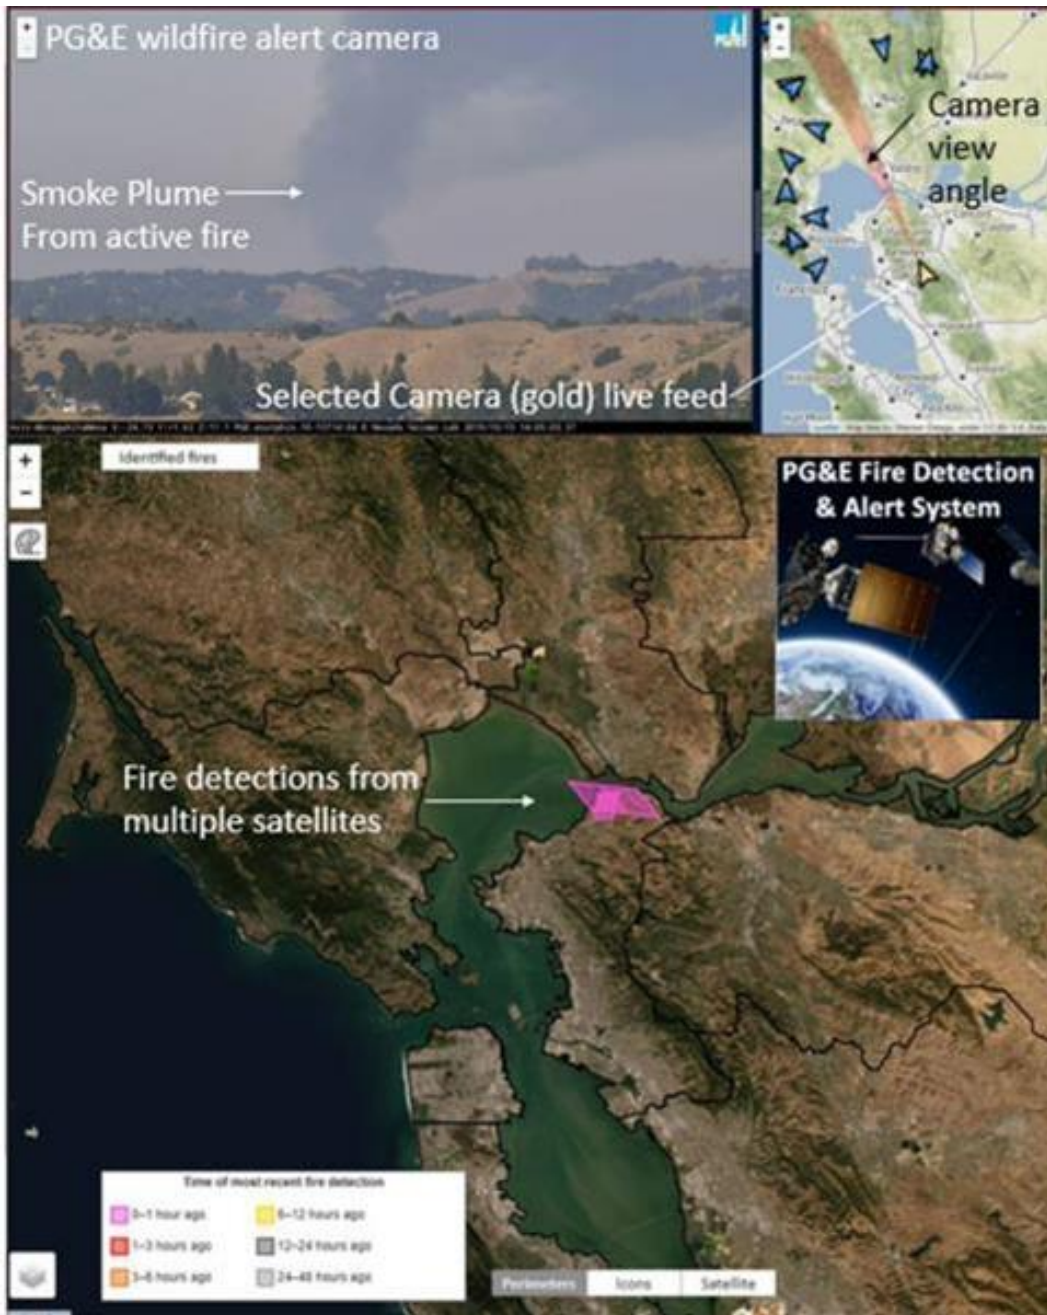 PG&E wildfire alert camera
Smoke Plume
From active fire
Selected Camera (gold) live feed
Camera
view
angle
+
−
Identified fires
PG&E Fire Detection
& Alert System
Fire detections from
multiple satellites
Time of most recent fire detection
0–1 hour ago
6–12 hours ago
1–3 hours ago
12–24 hours ago
3–6 hours ago
24–48 hours ago
Perimeters
Icons
Satellite